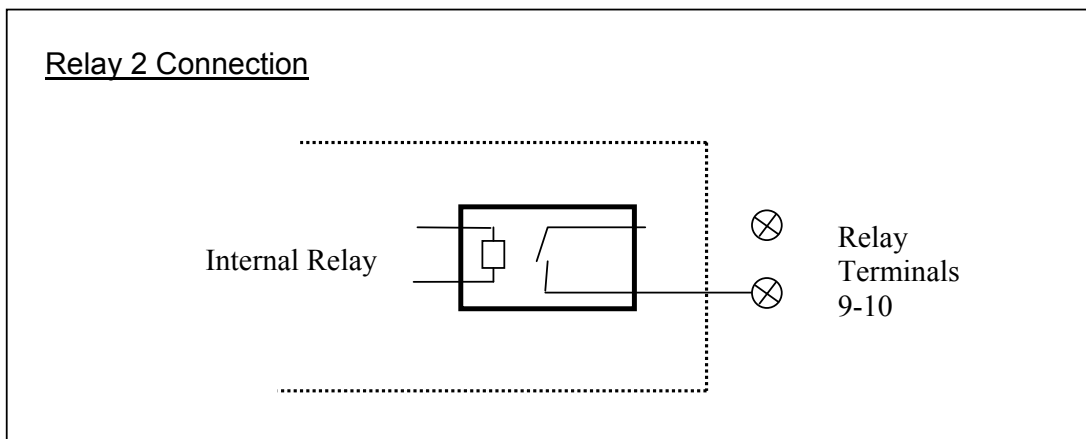 Relay 2 Connection
Internal Relay
Relay
Terminals
9-10